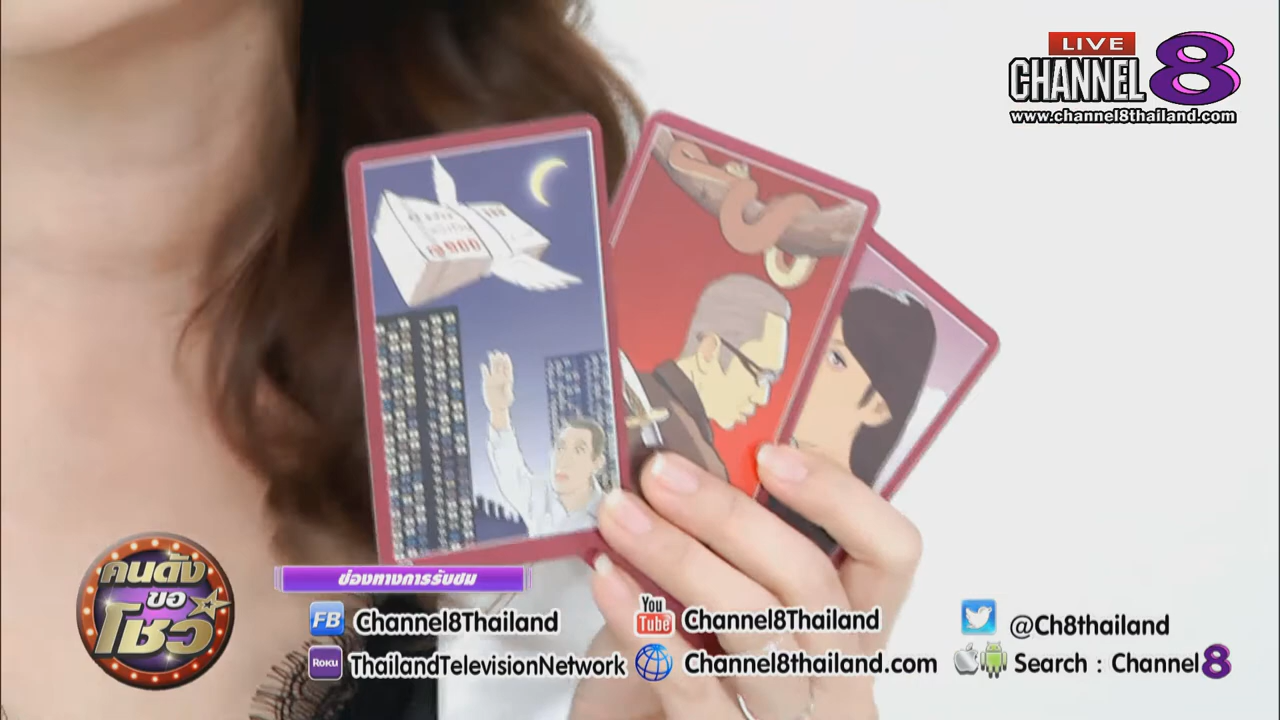 LIVE
CHANNEL 8
www.channel8thailand.com
คนดัง
ขอ
โชว์
ช่องทางการรับชม
FB Channel8Thailand
You Tube Channel8Thailand
@Ch8thailand
ROKU ThailandTelevisionNetwork
Channel8thailand.com
Search : Channel 8